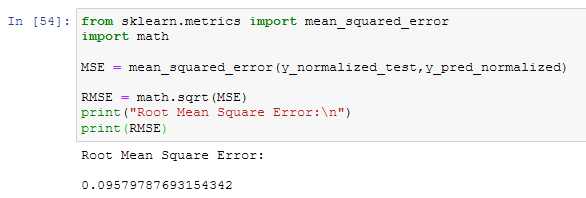 In [54]: from sklearn.metrics import mean_squared_error
import math
MSE = mean_squared_error(y_normalized_test,y_pred_normalized)
RMSE = math.sqrt(MSE)
print("Root Mean Square Error:\n")
print(RMSE)
Root Mean Square Error:
0.09579787693154342